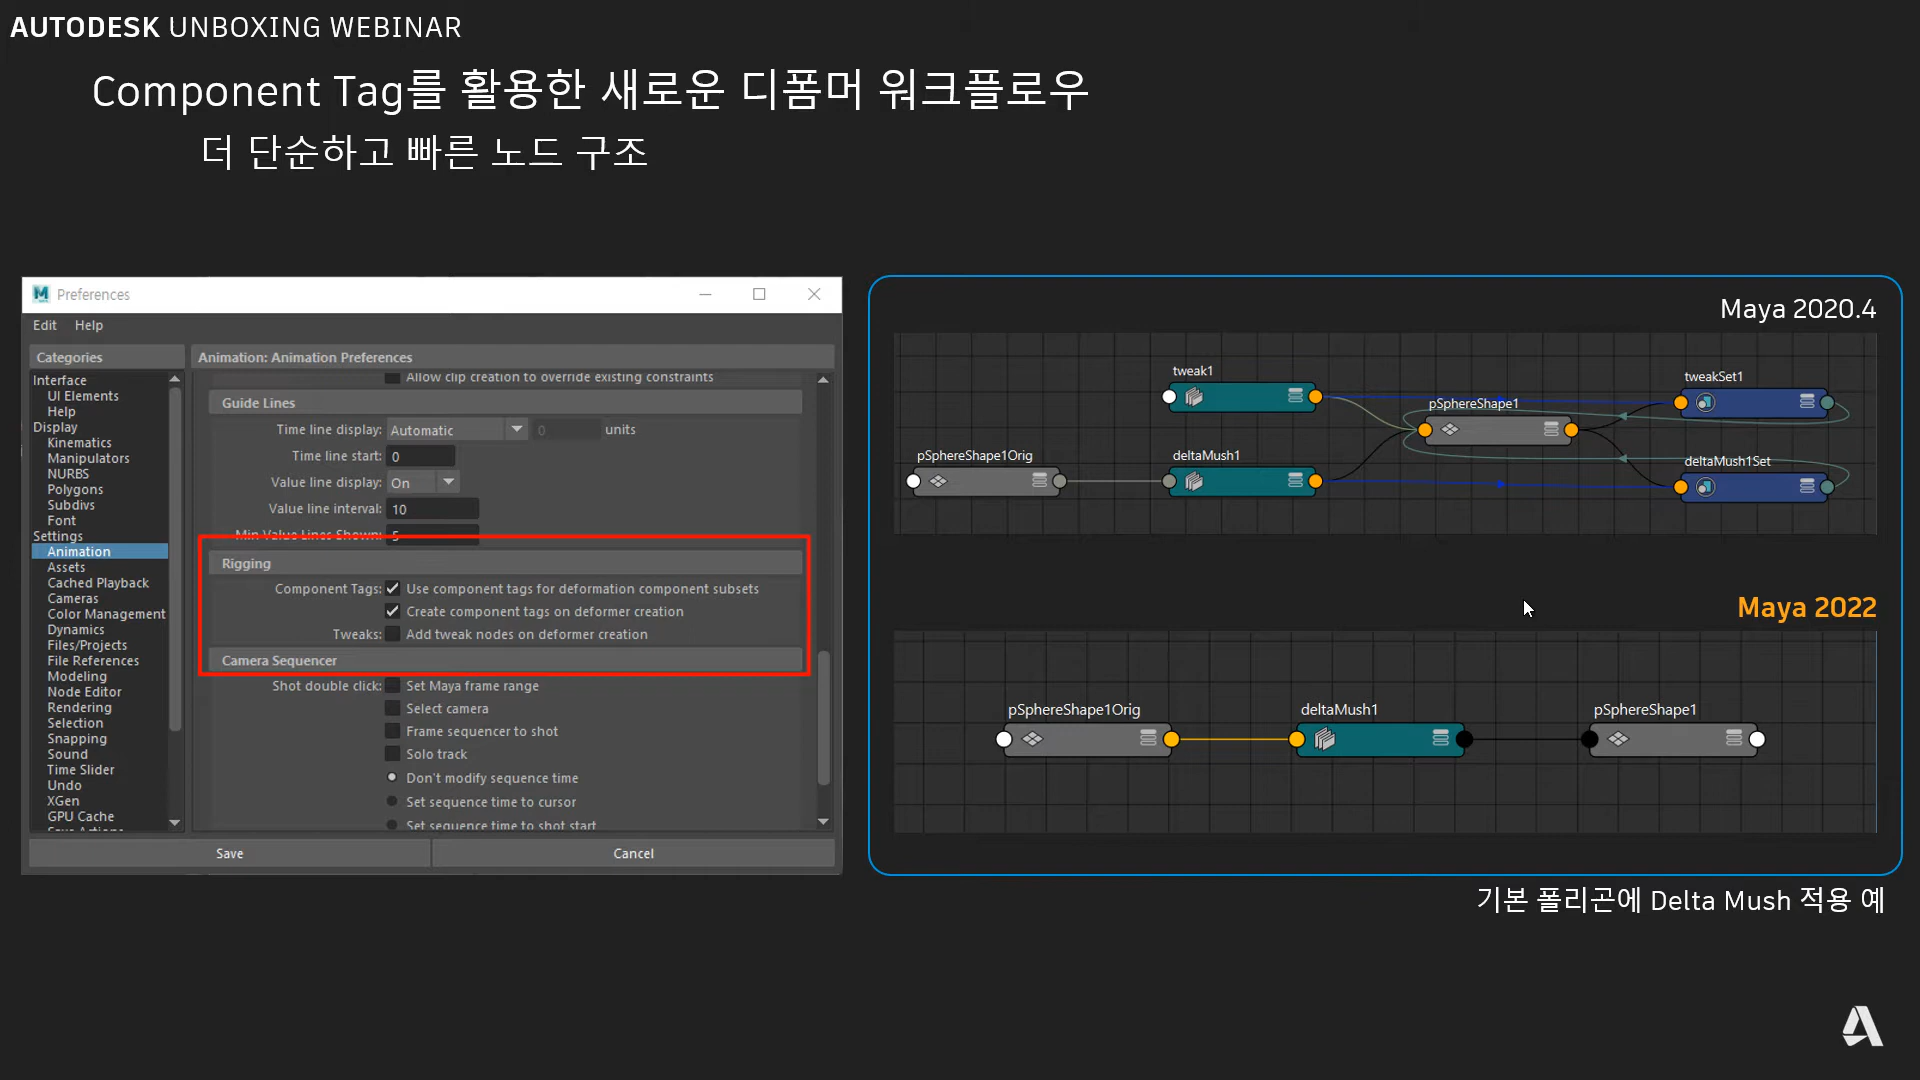 AUTODESK UNBOXING WEBINAR
Component Tag를 활용한 새로운 디폼머 워크플로우
더 단순하고 빠른 노드 구조
Preferences
Edit Help
Categories
Interface
UI Elements
Help
Display
Kinematics
Manipulators
NURBS
Polygons
Subdivs
Font
Settings
Animation
Assets
Cached Playback
Cameras
Color Management
Dynamics
Files/Projects
File References
Modeling
Node Editor
Rendering
Selection
Snapping
Sound
Time Slider
Undo
XGen
GPU Cache
Save Actions
Animation: Animation Preferences
Allow clip creation to override existing constraints
Guide Lines
Time line display: Automatic 0 units
Time line start: 0
Value line display: On
Value line interval: 10
Min Value Lines Shown: 5
Rigging
Component Tags: Use component tags for deformation component subsets
Create component tags on deformer creation
Tweaks: Add tweak nodes on deformer creation
Camera Sequencer
Shot double click: Set Maya frame range
Select camera
Frame sequencer to shot
Solo track
Don't modify sequence time
Set sequence time to cursor
Set sequence time to shot start
Save Cancel
Maya 2020.4
tweak1
tweakSet1
pSphereShape1
pSphereShape1Orig
deltaMush1
deltaMush1Set
Maya 2022
pSphereShape1Orig
deltaMush1
pSphereShape1
기본 폴리곤에 Delta Mush 적용 예